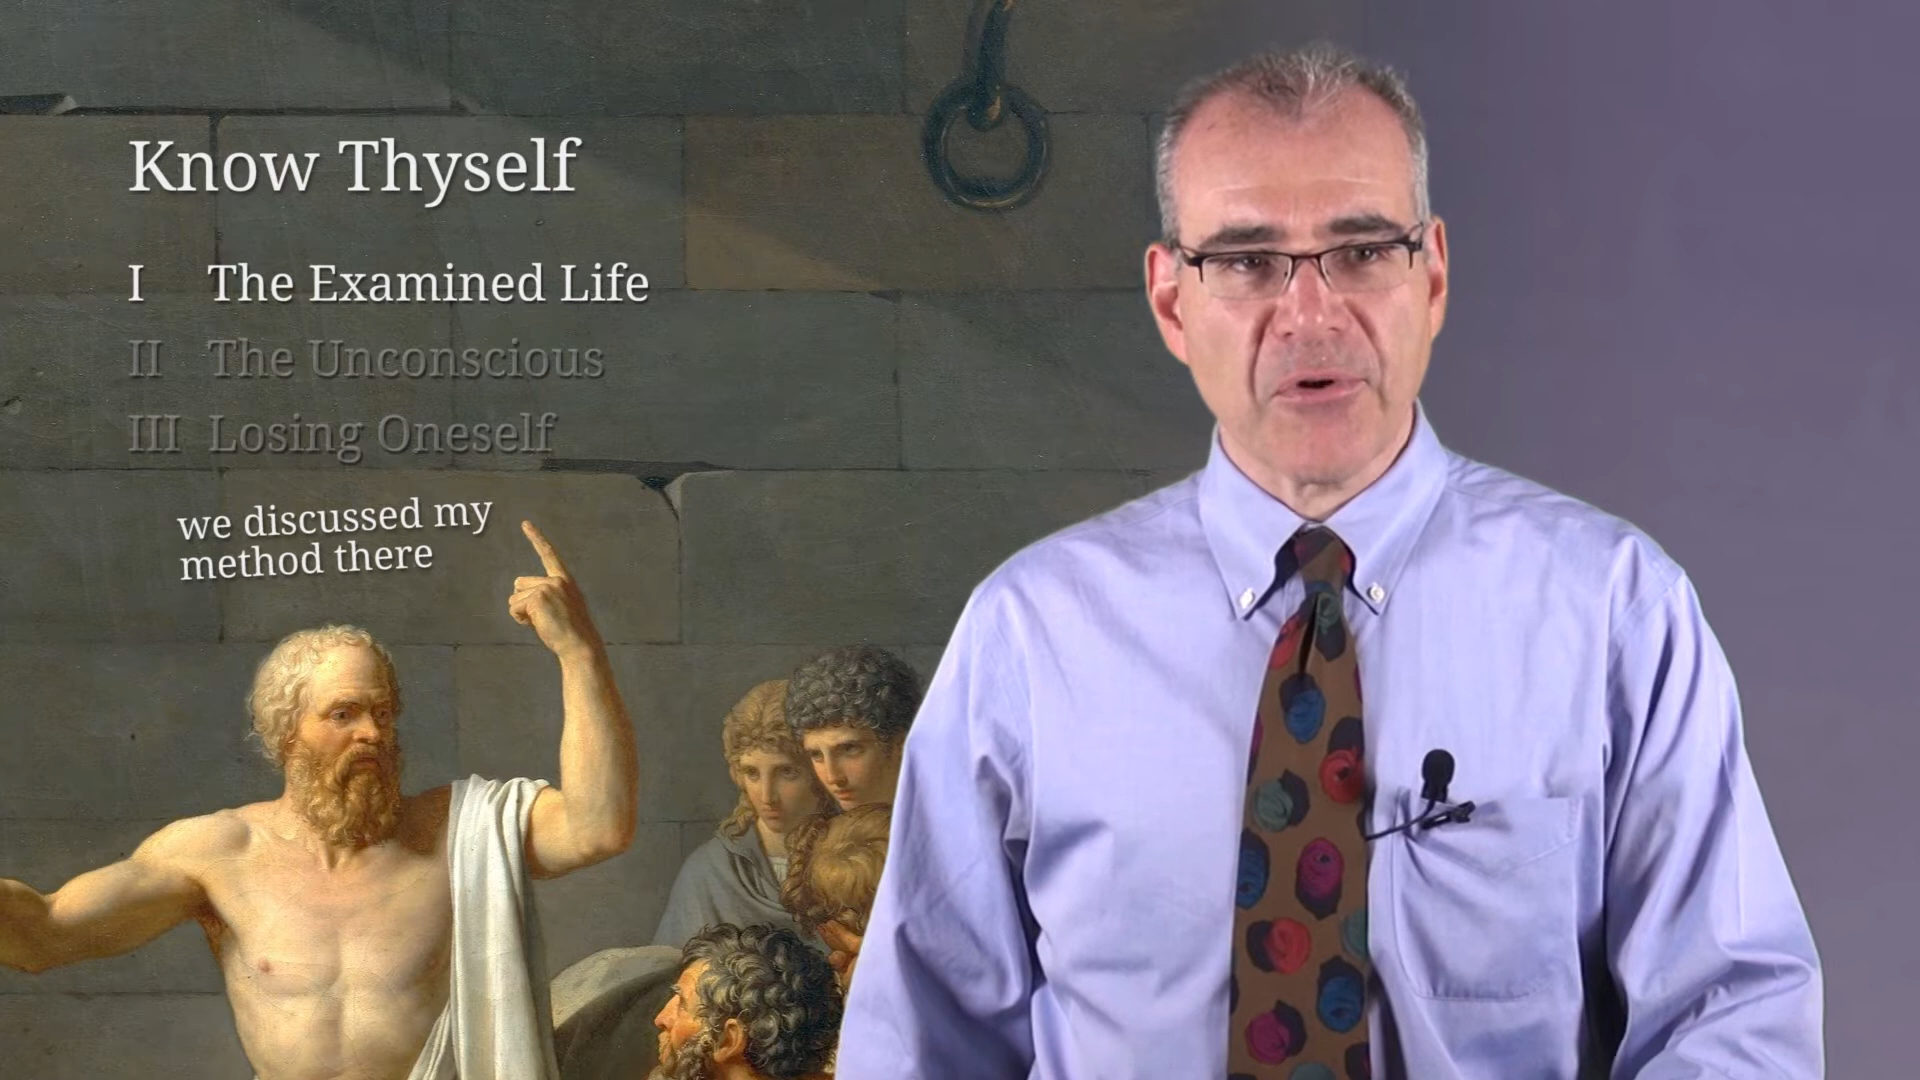 Know Thyself
I The Examined Life
II The Unconscious
III Losing Oneself
we discussed my
method there